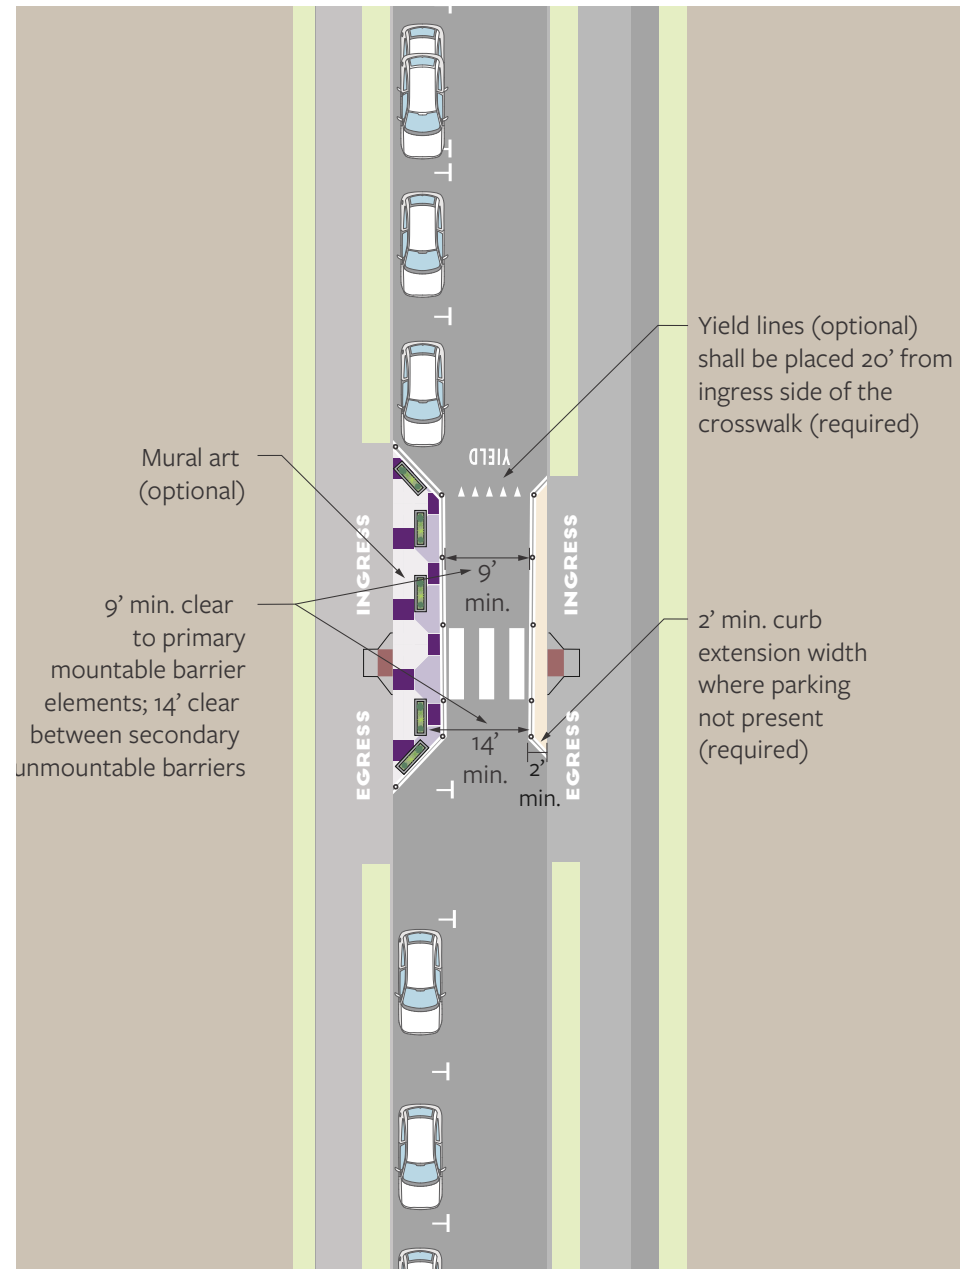 Yield lines (optional)
shall be placed 20’ from
ingress side of the
crosswalk (required)
YIELD
Mural art
(optional)
INGRESS
INGRESS
9’
min.
9’ min. clear
to primary
mountable barrier
elements; 14’ clear
between secondary
unmountable barriers
2’ min. curb
extension width
where parking
not present
(required)
EGRESS
EGRESS
14’
min.
2’
min.